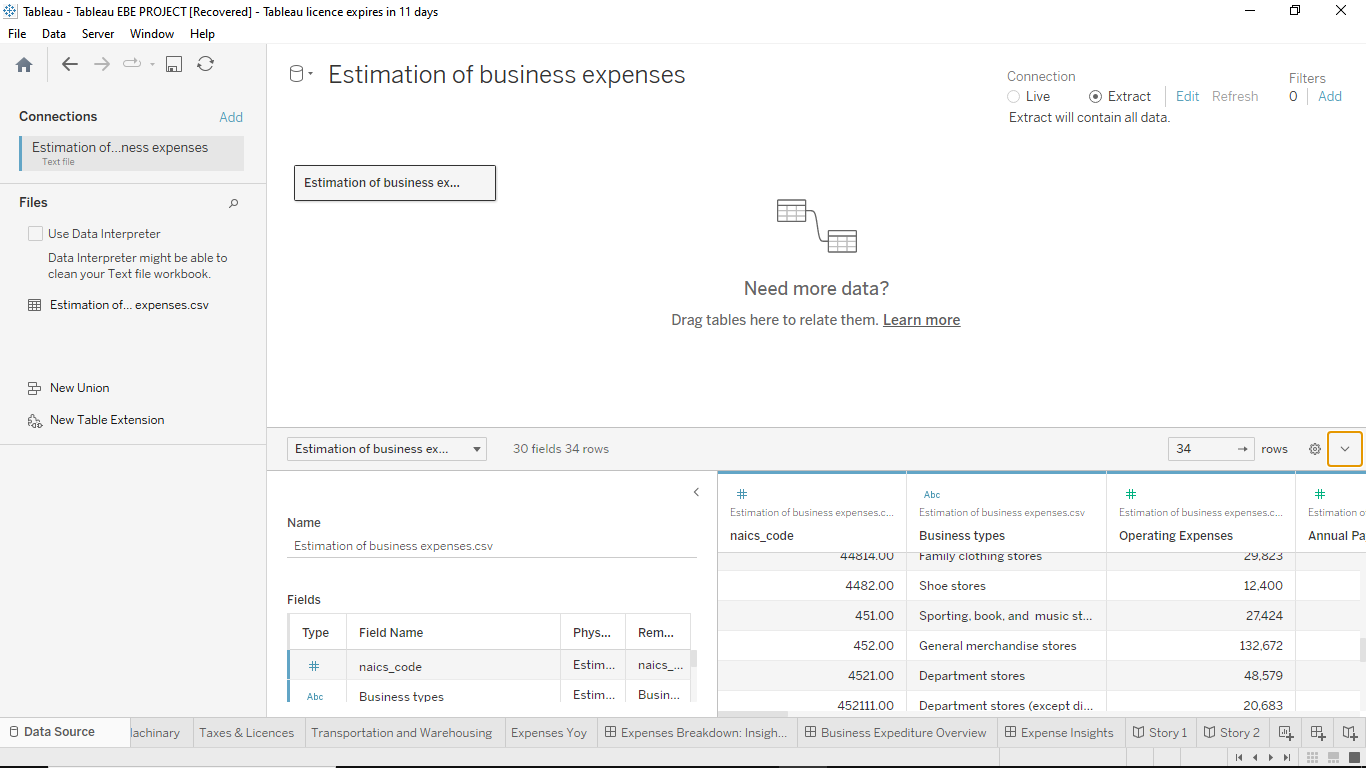 Tableau - Tableau EBE PROJECT [Recovered] - Tableau licence expires in 11 days
File Data Server Window Help
Connections Add
Estimation of...ness expenses
Text file
Files
Use Data Interpreter
Data Interpreter might be able to
clean your Text file workbook.
Estimation of... expenses.csv
New Union
New Table Extension
Estimation of business expenses
Connection
Live Extract Edit Refresh
Extract will contain all data.
Filters
0 Add
Estimation of business ex...
Need more data?
Drag tables here to relate them. Learn more
Estimation of business ex... 30 fields 34 rows 34 rows
Name
Estimation of business expenses.csv
Fields
Type Field Name Phys... Rem...
naics_code Estim... naics_...
Abc Business types Estim... Busin...
Abc
Estimation of business expenses.c... Estimation of business expenses.csv Estimation of business expenses.c... Estimation o
naics_code Business types Operating Expenses Annual Pa
44814.00 Family clothing stores 29,823
4482.00 Shoe stores 12,400
451.00 Sporting, book, and music st... 27,424
452.00 General merchandise stores 132,672
4521.00 Department stores 48,579
452111.00 Department stores (except di... 20,683
Data Source lachinary Taxes & Licences Transportation and Warehousing Expenses Yoy Expenses Breakdown: Insigh... Business Expediture Overview Expense Insights Story 1 Story 2